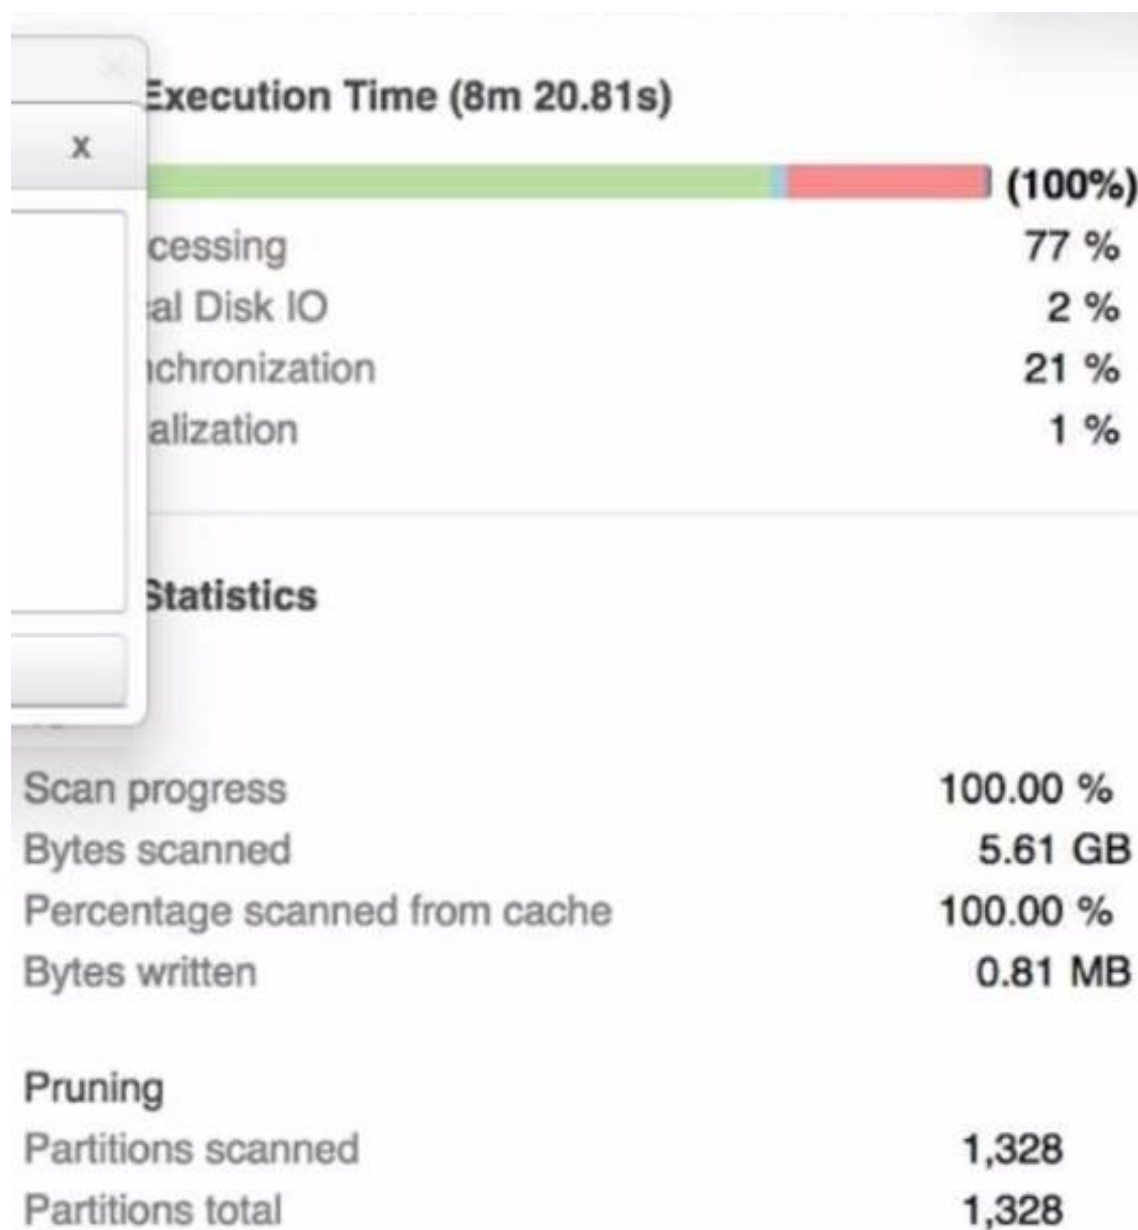 Execution Time (8m 20.81s)
x
(100%)
cessing 77 %
al Disk IO 2 %
nchronization 21 %
alization 1 %
Statistics
Scan progress 100.00 %
Bytes scanned 5.61 GB
Percentage scanned from cache 100.00 %
Bytes written 0.81 MB
Pruning
Partitions scanned 1,328
Partitions total 1,328